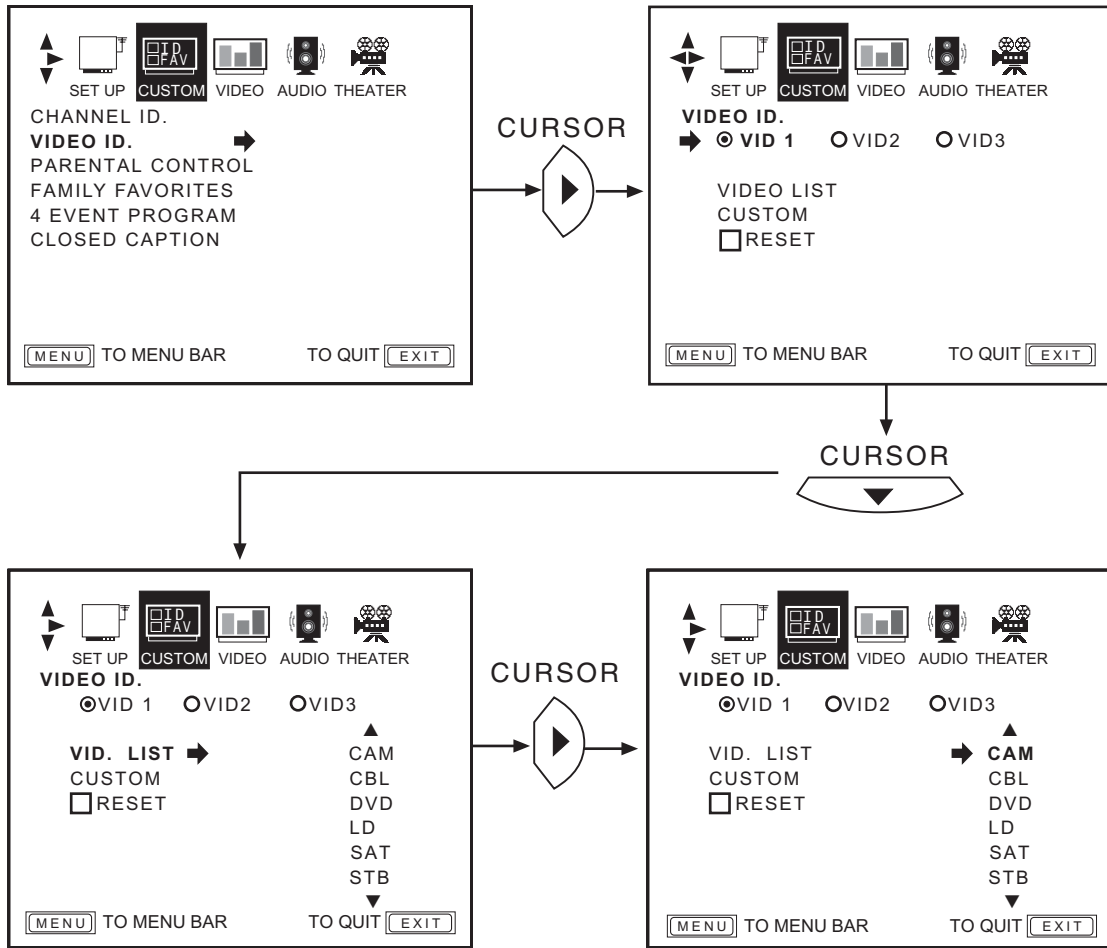 ID
FAV
SET UP CUSTOM VIDEO AUDIO THEATER
CHANNEL ID.
VIDEO ID.
PARENTAL CONTROL
FAMILY FAVORITES
4 EVENT PROGRAM
CLOSED CAPTION
MENU TO MENU BAR TO QUIT EXIT
CURSOR
ID
FAV
SET UP CUSTOM VIDEO AUDIO THEATER
VIDEO ID.
VID 1 VID2 VID3
VIDEO LIST
CUSTOM
RESET
MENU TO MENU BAR TO QUIT EXIT
CURSOR
ID
FAV
SET UP CUSTOM VIDEO AUDIO THEATER
VIDEO ID.
VID 1 VID2 VID3
VID. LIST CAM
CUSTOM CBL
RESET DVD
LD
SAT
STB
MENU TO MENU BAR TO QUIT EXIT
CURSOR
ID
FAV
SET UP CUSTOM VIDEO AUDIO THEATER
VIDEO ID.
VID 1 VID2 VID3
VID. LIST CAM
CUSTOM CBL
RESET DVD
LD
SAT
STB
MENU TO MENU BAR TO QUIT EXIT